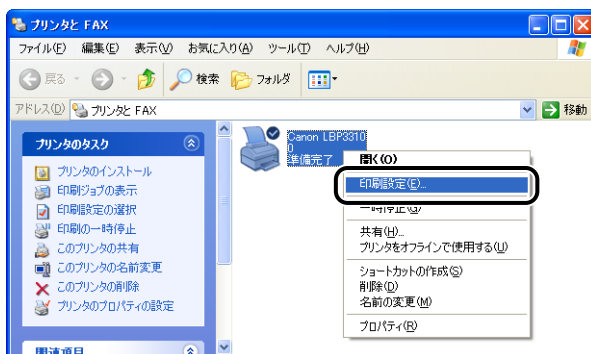 プリンタと FAX
ファイル(F) 編集(E) 表示(V) お気に入り(A) ツール(T) ヘルプ(H)
戻る 検索 フォルダ
アドレス(D) プリンタと FAX 移動
プリンタのタスク
プリンタのインストール
印刷ジョブの表示
印刷設定の選択
印刷の一時停止
このプリンタの共有
このプリンタの名前変更
このプリンタの削除
プリンタのプロパティの設定
関連項目
Canon LBP3310
0
準備完了
開く(O)
印刷設定(E)...
一時停止(G)
共有(H)...
プリンタをオフラインで使用する(U)
ショートカットの作成(S)
削除(D)
名前の変更(M)
プロパティ(R)